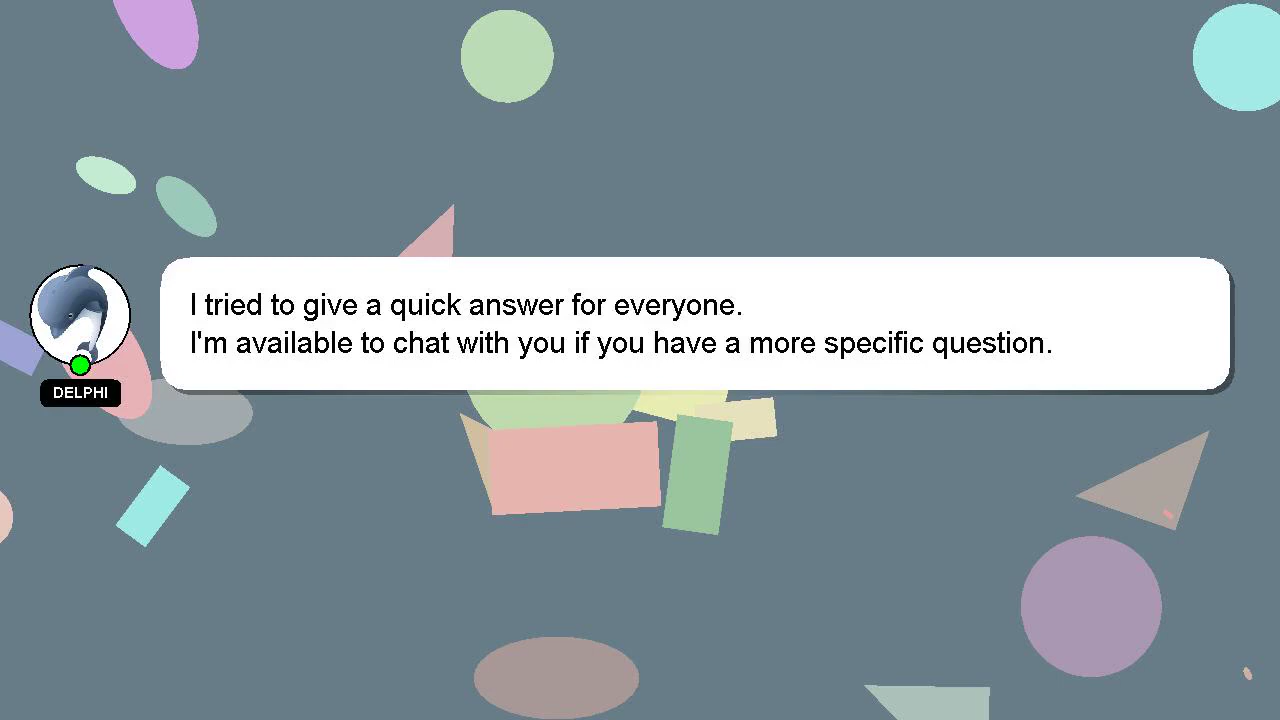 I tried to give a quick answer for everyone.
I'm available to chat with you if you have a more specific question.
DELPHI